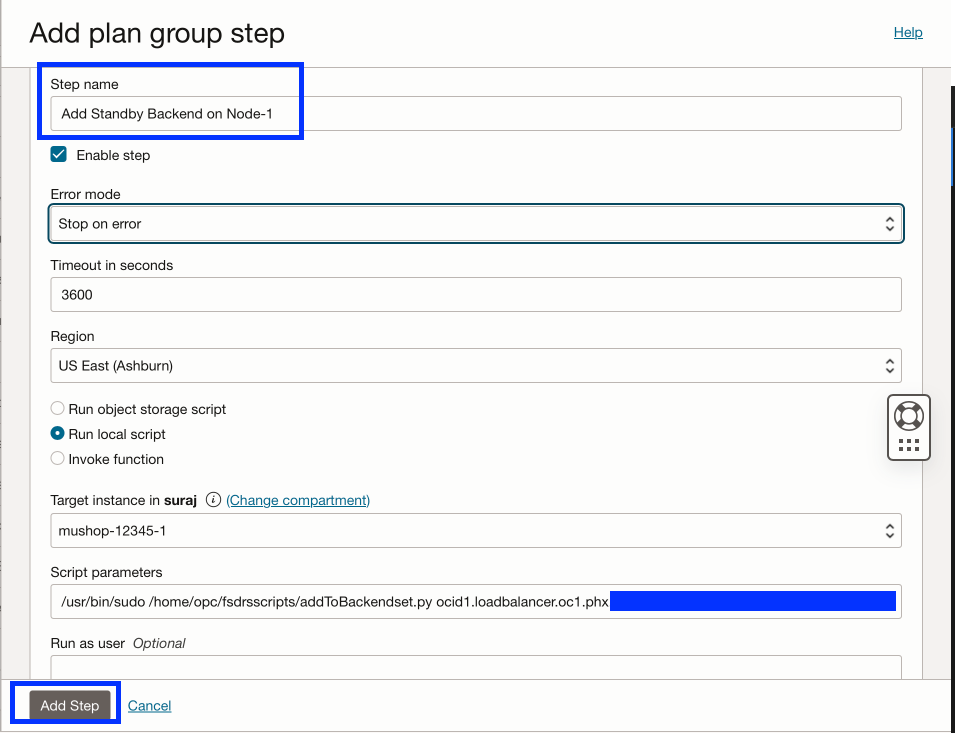 Add plan group step
Help
Step name
Add Standby Backend on Node-1
Enable step
Error mode
Stop on error
Timeout in seconds
3600
Region
US East (Ashburn)
Run object storage script
Run local script
Invoke function
Target instance in suraj i (Change compartment)
mushop-12345-1
Script parameters
/usr/bin/sudo /home/opc/fsdrsscripts/addToBackendset.py ocid1.loadbalancer.oc1.phx
Run as user Optional
Add Step Cancel